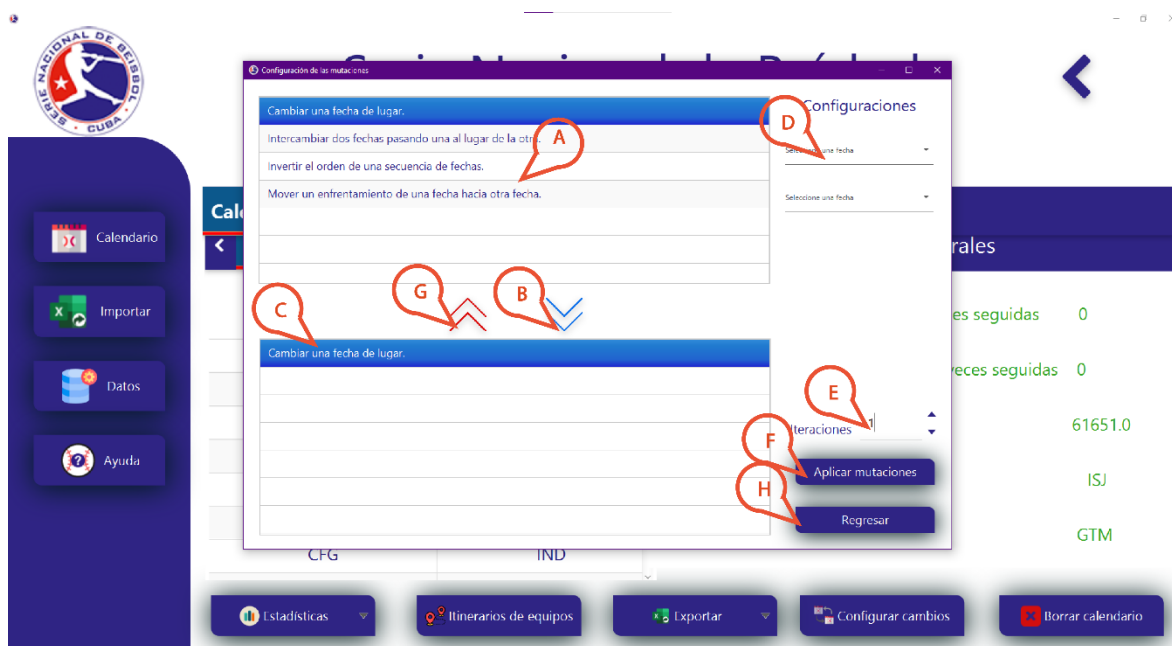 SERIE NACIONAL DE BEISBOL
CUBA
Configuración de las mutaciones
Cambiar una fecha de lugar.
Intercambiar dos fechas pasando una al lugar de la otra.
Invertir el orden de una secuencia de fechas.
Mover un enfrentamiento de una fecha hacia otra fecha.
A
Configuraciones
D
Seleccione una fecha
Seleccione una fecha
Calendario
Importar
Datos
Ayuda
rales
G
B
C
Cambiar una fecha de lugar.
es seguidas 0
veces seguidas 0
61651.0
ISJ
GTM
E
Iteraciones 1
F
Aplicar mutaciones
H
Regresar
CFG IND
Estadísticas
Itinerarios de equipos
Exportar
Configurar cambios
Borrar calendario